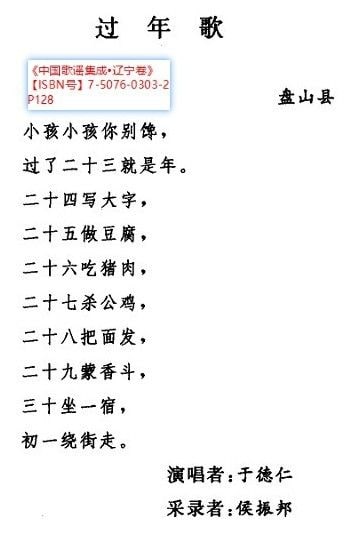 过年歌
《中国歌谣集成•辽宁卷》
【ISBN号】7-5076-0303-2
P128
盘山县
小孩小孩你别馋，
过了二十三就是年。
二十四写大字，
二十五做豆腐，
二十六吃猪肉，
二十七杀公鸡，
二十八把面发，
二十九蒙香斗，
三十坐一宿，
初一绕街走。
演唱者：于德仁
采录者：侯振邦